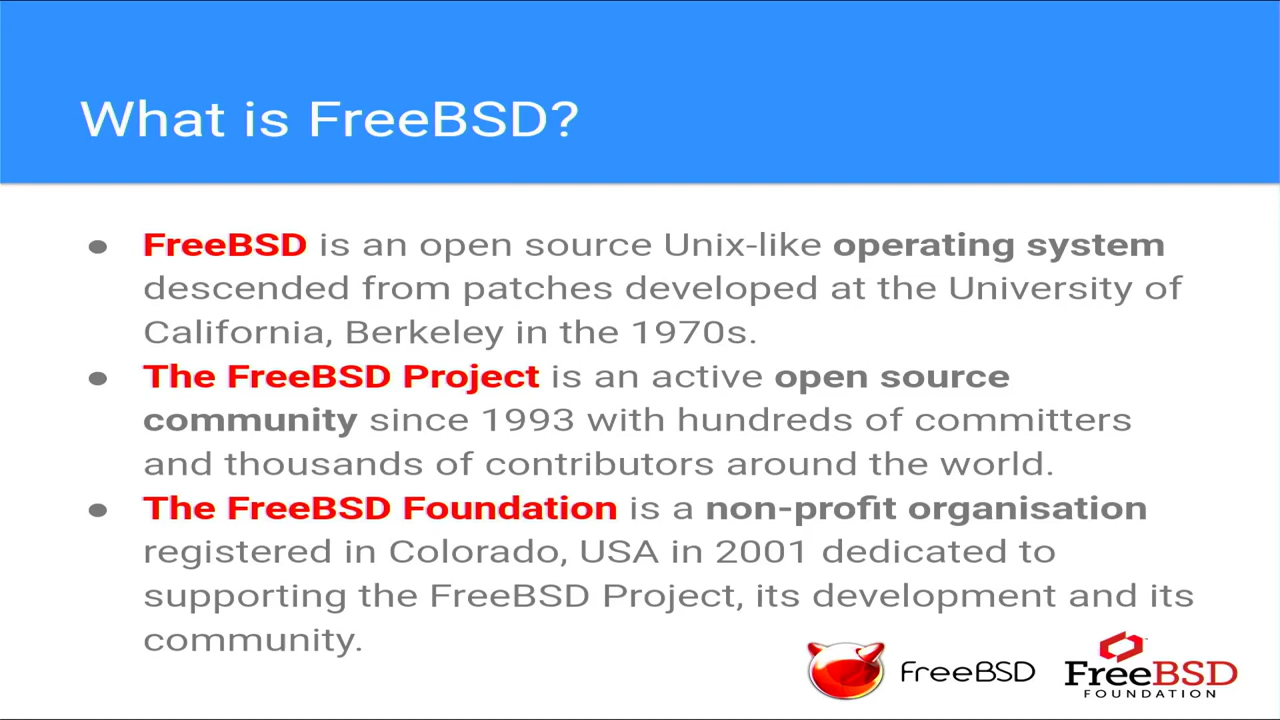 What is FreeBSD?
● FreeBSD is an open source Unix-like operating system
descended from patches developed at the University of
California, Berkeley in the 1970s.
● The FreeBSD Project is an active open source
community since 1993 with hundreds of committers
and thousands of contributors around the world.
● The FreeBSD Foundation is a non-profit organisation
registered in Colorado, USA in 2001 dedicated to
supporting the FreeBSD Project, its development and its
community.
FreeBSD
FreeBSD
FOUNDATION